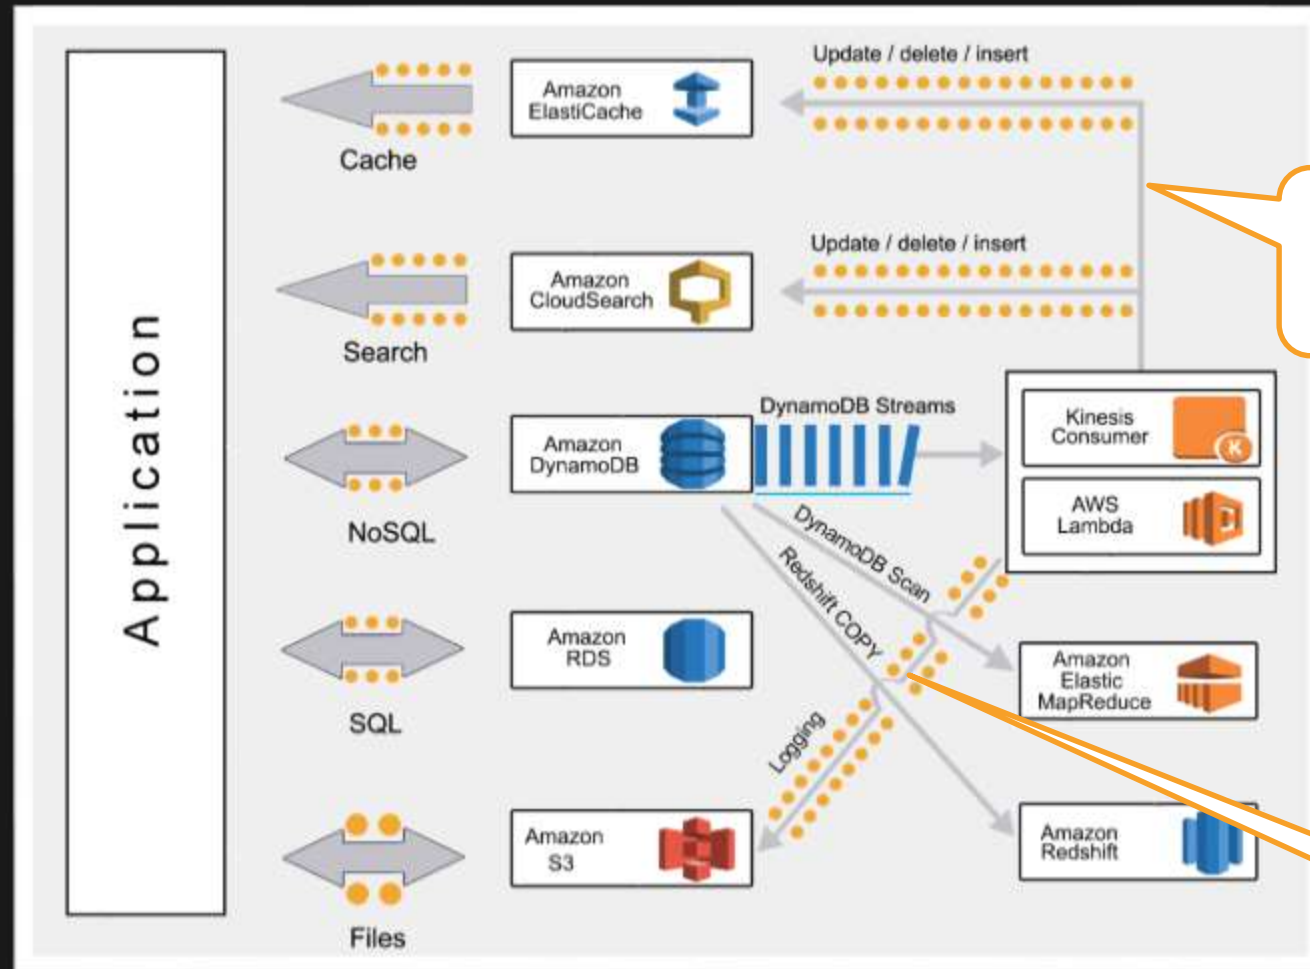 Application
Cache
Amazon
ElastiCache
Update / delete / insert
Search
Amazon
CloudSearch
Update / delete / insert
NoSQL
Amazon
DynamoDB
DynamoDB Streams
Kinesis
Consumer
K
AWS
Lambda
DynamoDB Scan
Redshift COPY
Logging
SQL
Amazon
RDS
Amazon
Elastic
MapReduce
Files
Amazon
S3
Amazon
Redshift